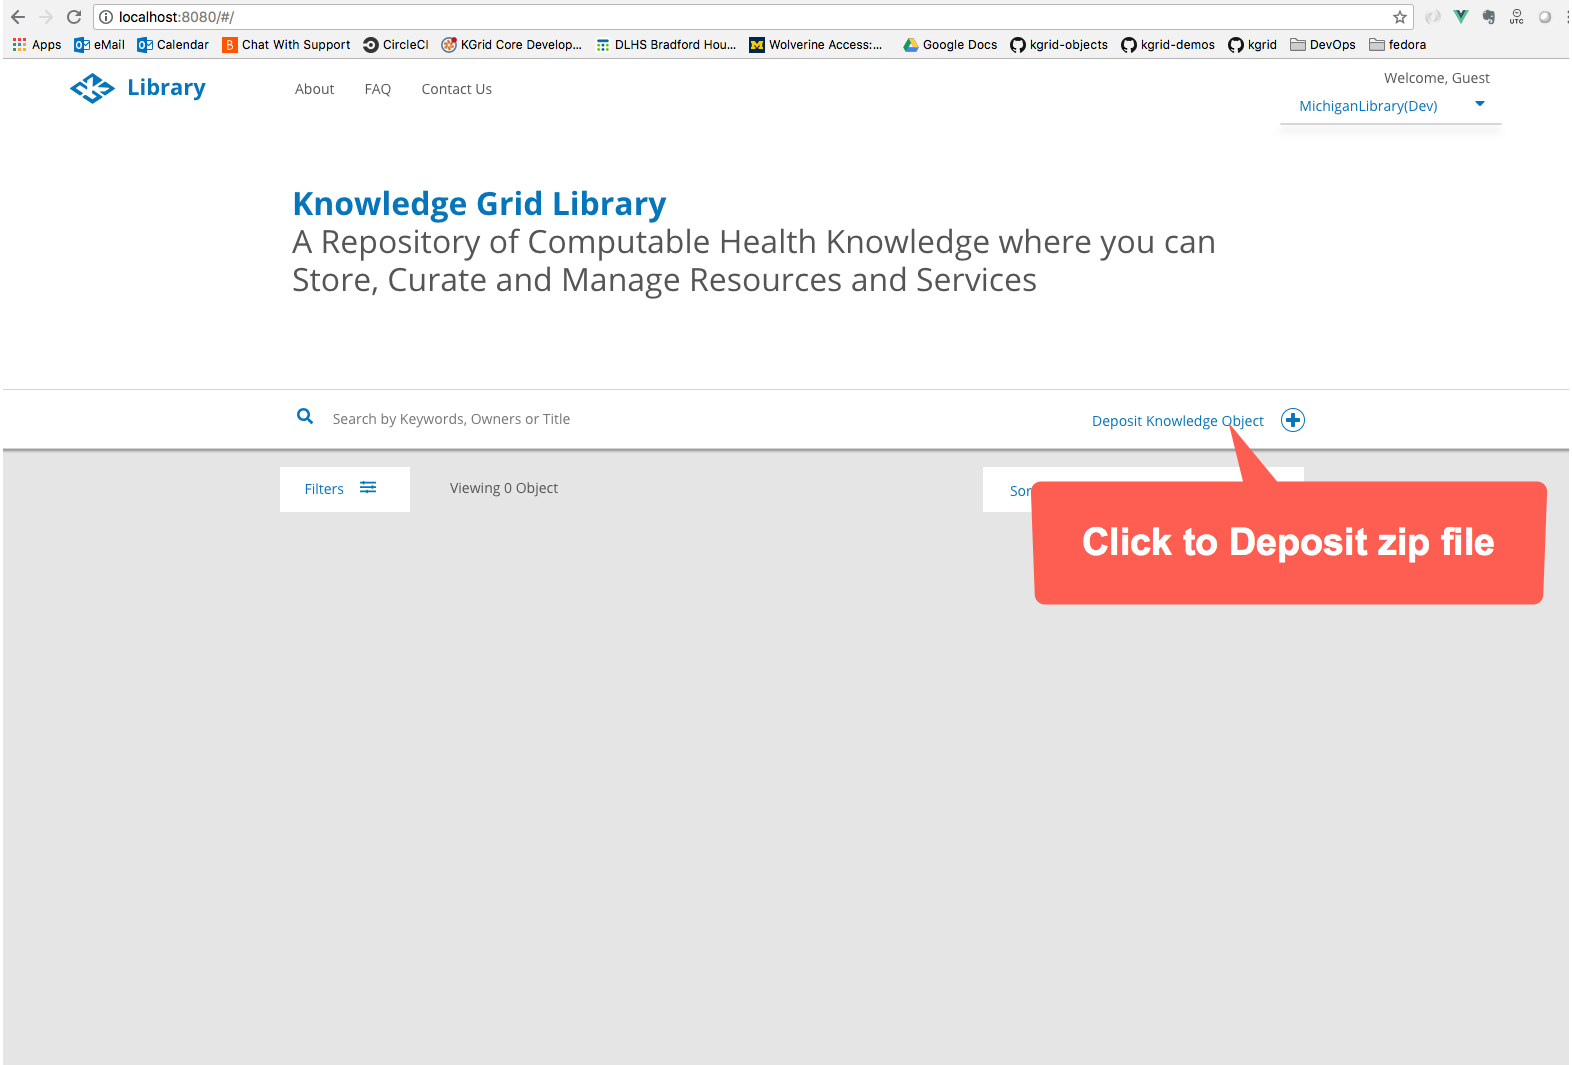 localhost:8080/#/
UTC
Apps eMail Calendar Chat With Support CircleCI KGrid Core Develop... DLHS Bradford Hou... Wolverine Access:... Google Docs kgrid-objects kgrid-demos kgrid DevOps fedora
Library About FAQ Contact Us
Welcome, Guest
MichiganLibrary(Dev)
Knowledge Grid Library
A Repository of Computable Health Knowledge where you can
Store, Curate and Manage Resources and Services
Search by Keywords, Owners or Title
Deposit Knowledge Object
Filters
Viewing 0 Object
Click to Deposit zip file